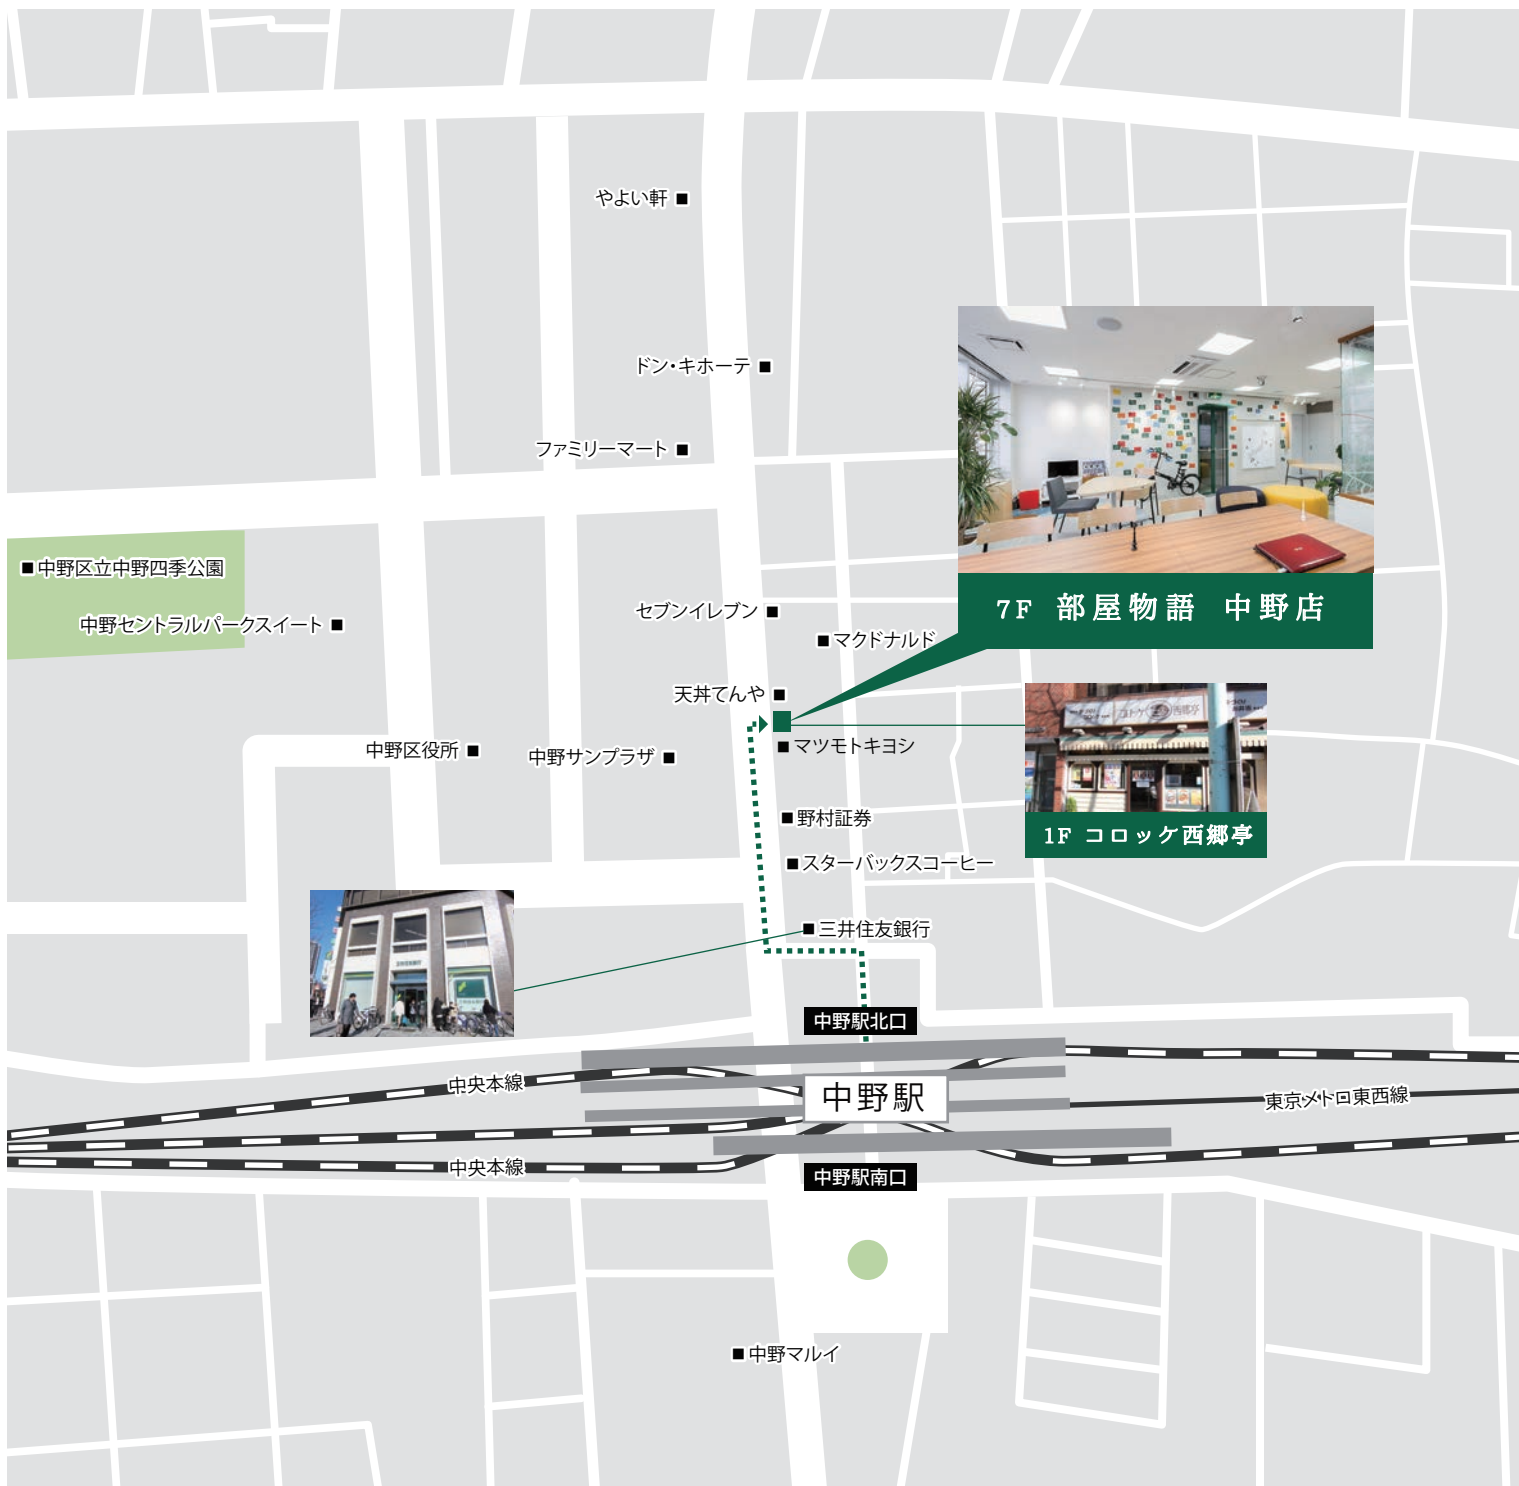 やよい軒
ドン・キホーテ
ファミリーマート
中野区立中野四季公園
中野セントラルパークスイート
セブンイレブン
7F 部屋物語 中野店
マクドナルド
天丼てんや
コロッケ 西郷亭
マツモトキヨシ
中野区役所
中野サンプラザ
野村証券
1F コロッケ西郷亭
スターバックスコーヒー
三井住友銀行
中野駅北口
中央本線
中野駅
東京メトロ東西線
中央本線
中野駅南口
中野マルイ